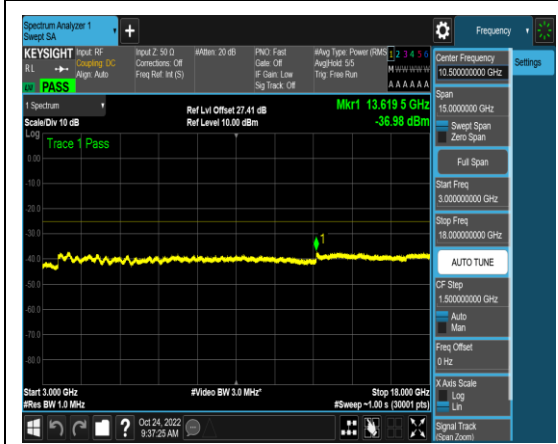 Spectrum Analyzer 1
Swept SA
Frequency
KEYSIGHT
Input: RF
Coupling: DC
Align: Auto
Input Z: 50 Ω
Corrections: Off
Freq Ref: Int (S)
#Atten: 20 dB
PNO: Fast
Gate: Off
IF Gain: Low
Sig Track: Off
#Avg Type: Power (RMS
Avg|Hold: 5/5
Trig: Free Run
1 2 3 4 5 6
M W W W W W
A A A A A A
RL
PASS
1 Spectrum
Scale/Div 10 dB
Ref Lvl Offset 27.41 dB
Ref Level 10.00 dBm
Mkr1 13.619 5 GHz
-36.98 dBm
Log
Trace 1 Pass
0.00
-10.0
-20.0
-30.0
-40.0
-50.0
-60.0
-70.0
-80.0
1
Start 3.000 GHz
#Res BW 1.0 MHz
#Video BW 3.0 MHz*
Stop 18.000 GHz
#Sweep ~1.00 s (30001 pts)
Oct 24, 2022
9:37:25 AM
Center Frequency
10.500000000 GHz
Settings
Span
15.0000000 GHz
Swept Span
Zero Span
Full Span
Start Freq
3.000000000 GHz
Stop Freq
18.000000000 GHz
AUTO TUNE
CF Step
1.500000000 GHz
Auto
Man
Freq Offset
0 Hz
X Axis Scale
Log
Lin
Signal Track
(Span Zoom)